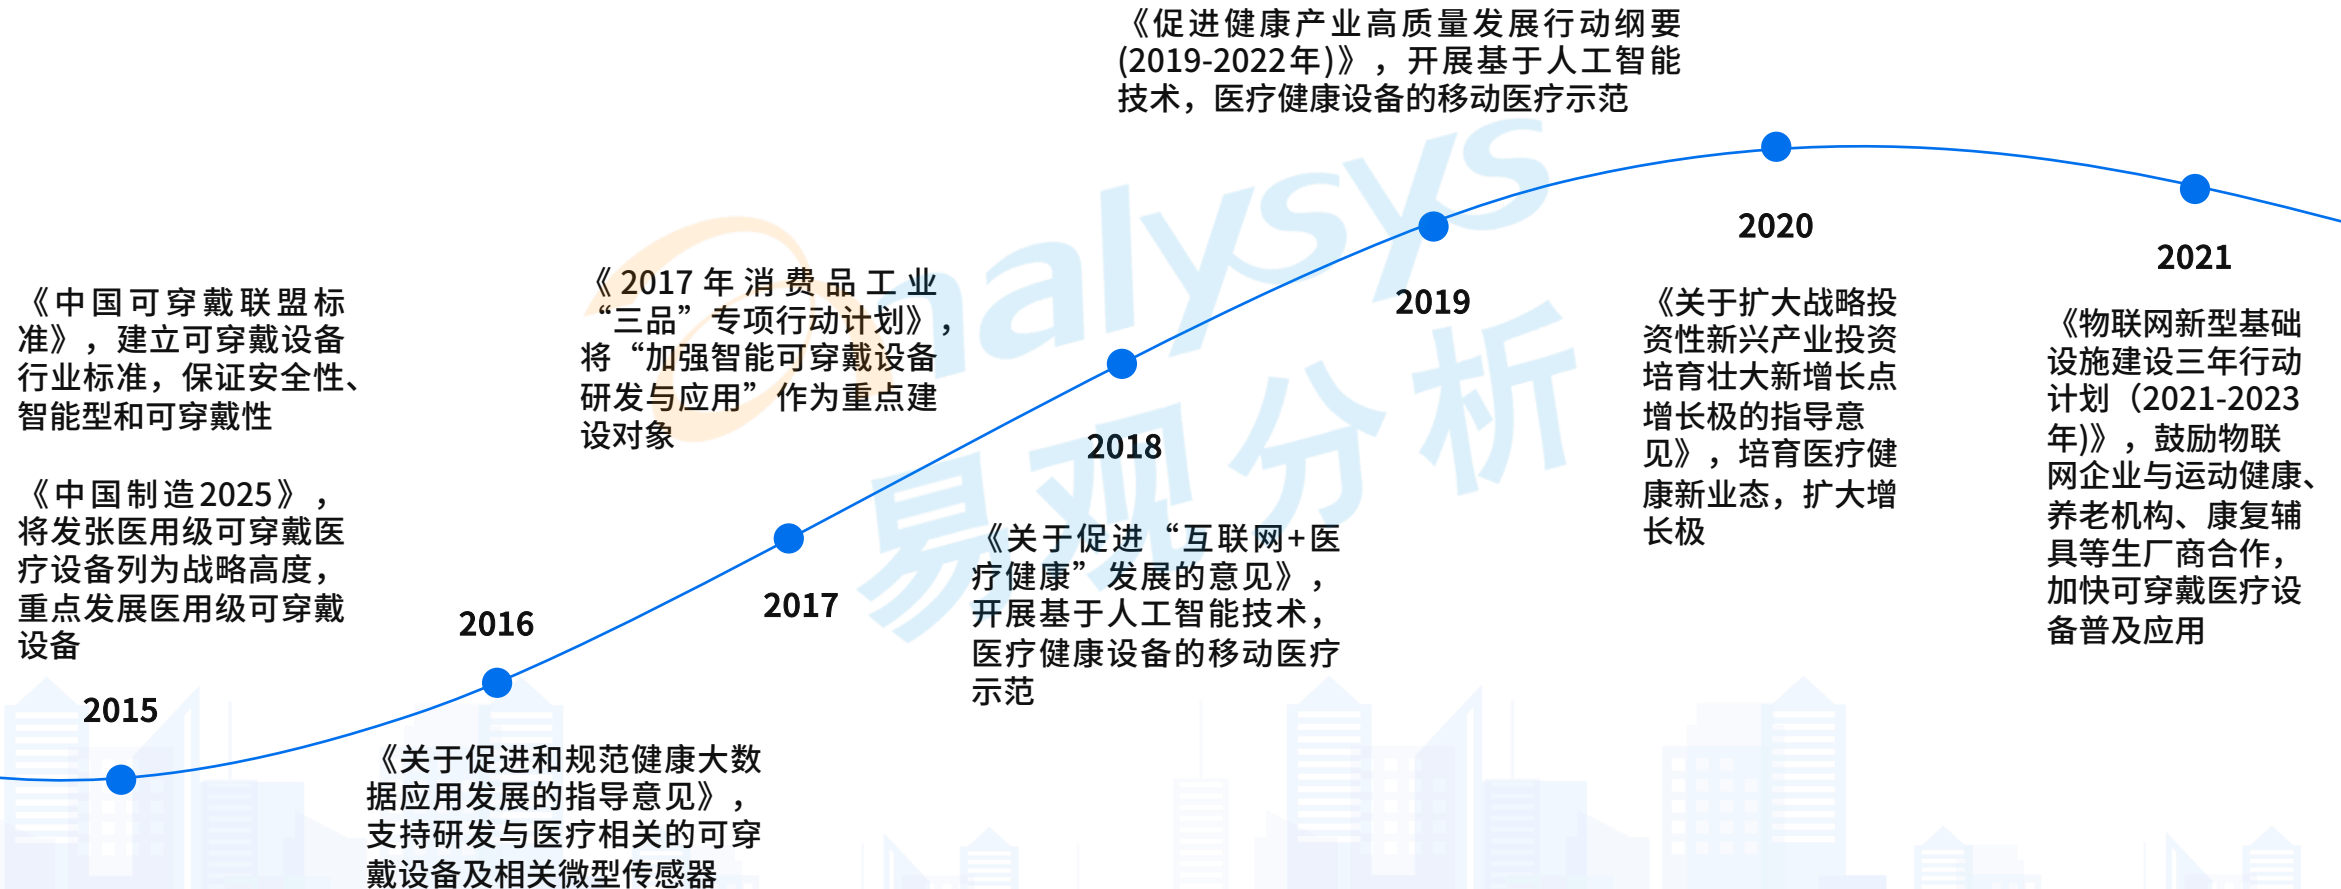 《促进健康产业高质量发展行动纲要
(2019-2022年)》，开展基于人工智能
技术，医疗健康设备的移动医疗示范
《中国可穿戴联盟标
准》，建立可穿戴设备
行业标准，保证安全性、
智能型和可穿戴性
《中国制造2025》，
将发张医用级可穿戴医
疗设备列为战略高度，
重点发展医用级可穿戴
设备
2015
2016
《关于促进和规范健康大数
据应用发展的指导意见》，
支持研发与医疗相关的可穿
戴设备及相关微型传感器
《2017年消费品工业
“三品”专项行动计划》，
将“加强智能可穿戴设备
研发与应用”作为重点建
设对象
2017
2018
《关于促进“互联网+医
疗健康”发展的意见》，
开展基于人工智能技术，
医疗健康设备的移动医疗
示范
2019
2020
《关于扩大战略投
资性新兴产业投资
培育壮大新增长点
增长极的指导意
见》，培育医疗健
康新业态，扩大增
长极
2021
《物联网新型基础
设施建设三年行动
计划（2021-2023
年)》，鼓励物联
网企业与运动健康、
养老机构、康复辅
具等生厂商合作，
加快可穿戴医疗设
备普及应用
analysys
易观分析